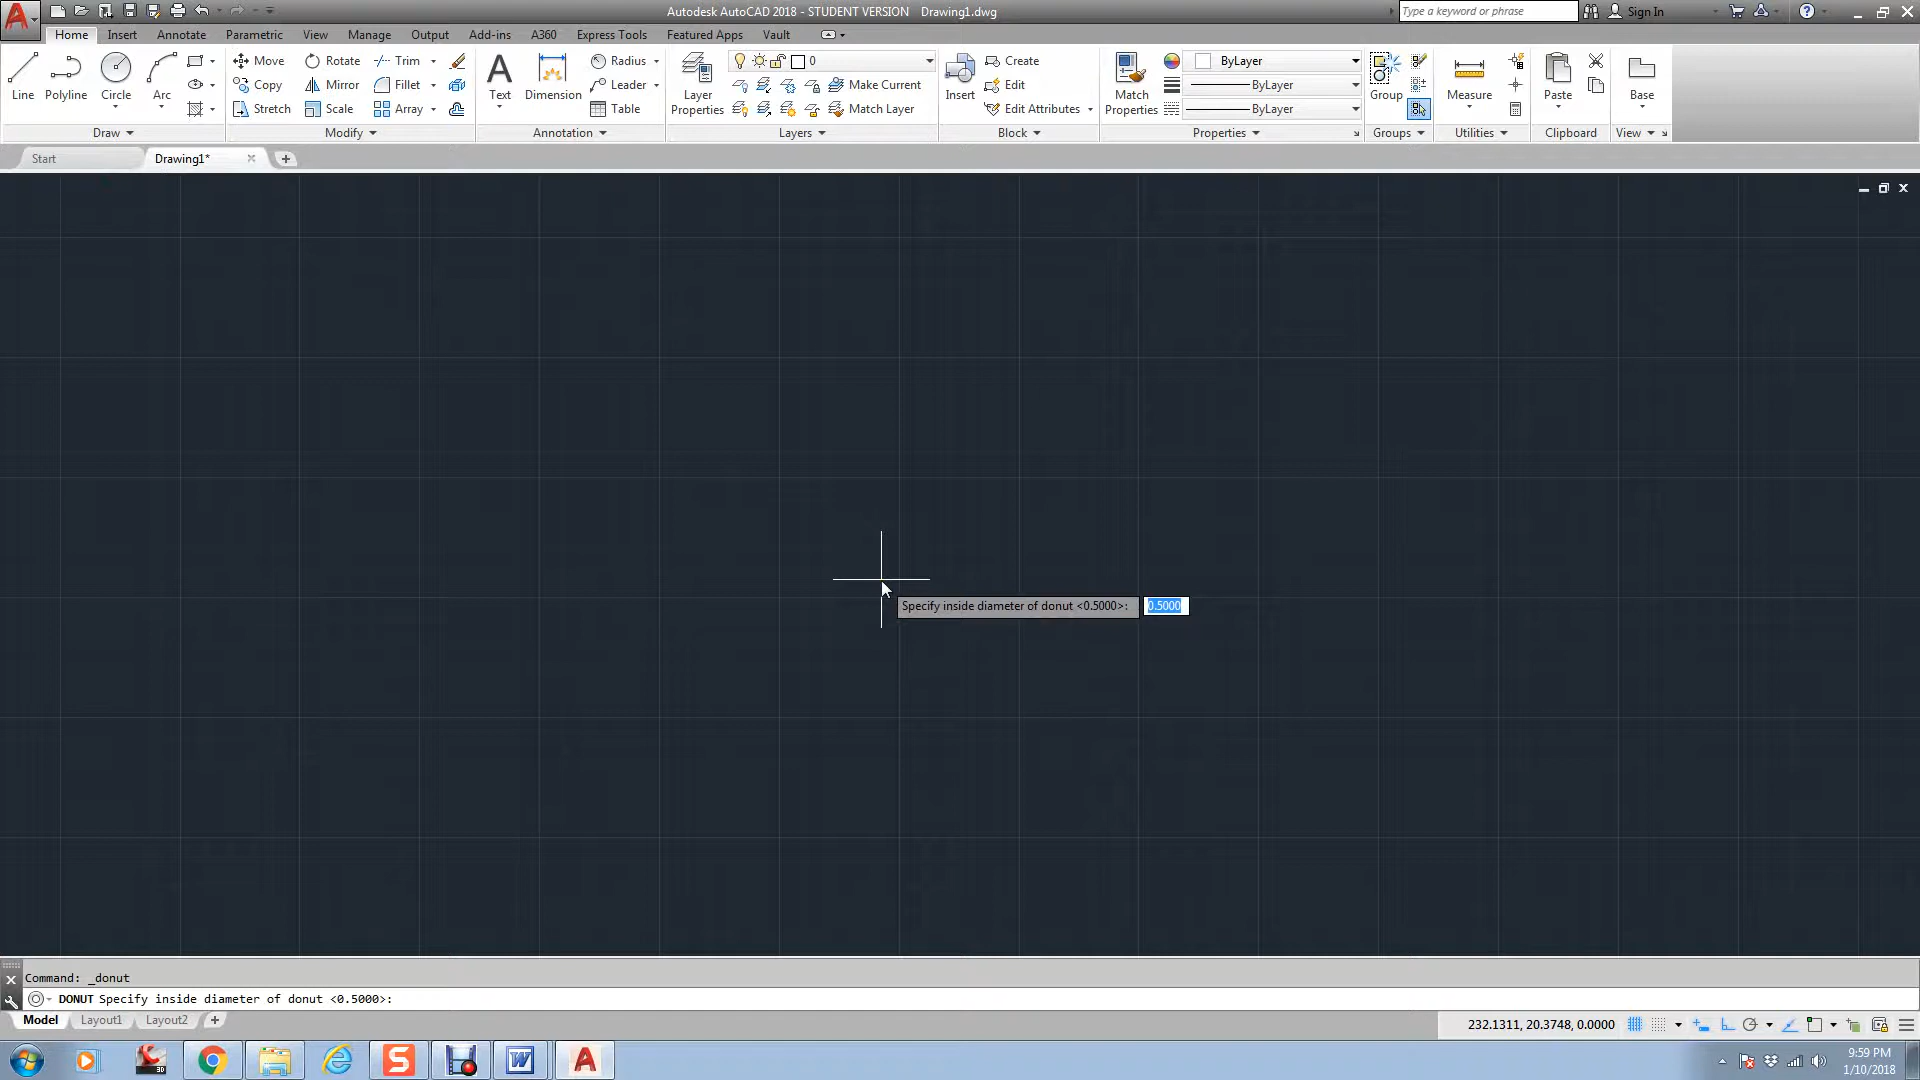 Autodesk AutoCAD 2018 - STUDENT VERSION Drawing1.dwg
Type a keyword or phrase
Sign In
Home Insert Annotate Parametric View Manage Output Add-ins A360 Express Tools Featured Apps Vault
Line
Polyline
Circle
Arc
Draw
Move Rotate Trim
Copy Mirror Fillet
Stretch Scale Array
Modify
Text
Dimension
Radius
Leader
Table
Annotation
Layer
Properties
0
Make Current
Match Layer
Layers
Insert
Create
Edit
Edit Attributes
Block
Match
Properties
ByLayer
ByLayer
ByLayer
Properties
Group
Groups
Measure
Utilities
Paste
Clipboard
Base
View
Start Drawing1*
Specify inside diameter of donut <0.5000>: 0.5000
Command: _donut
DONUT Specify inside diameter of donut <0.5000>:
Model Layout1 Layout2
232.1311, 20.3748, 0.0000
9:59 PM
1/10/2018